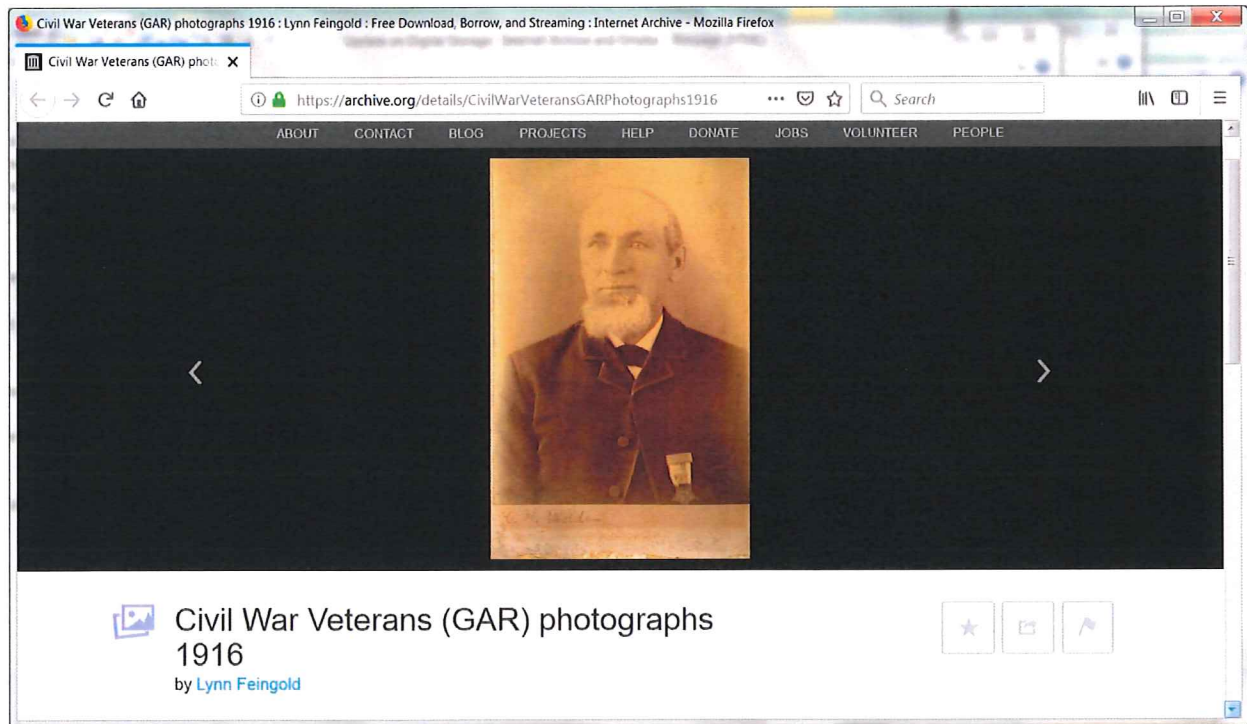 Civil War Veterans (GAR) photographs 1916 : Lynn Feingold : Free Download, Borrow, and Streaming : Internet Archive - Mozilla Firefox
Civil War Veterans (GAR) phot
https://archive.org/details/CivilWarVeteransGARPhotographs1916
Search
ABOUT CONTACT BLOG PROJECTS HELP DONATE JOBS VOLUNTEER PEOPLE
Civil War Veterans (GAR) photographs
1916
by Lynn Feingold